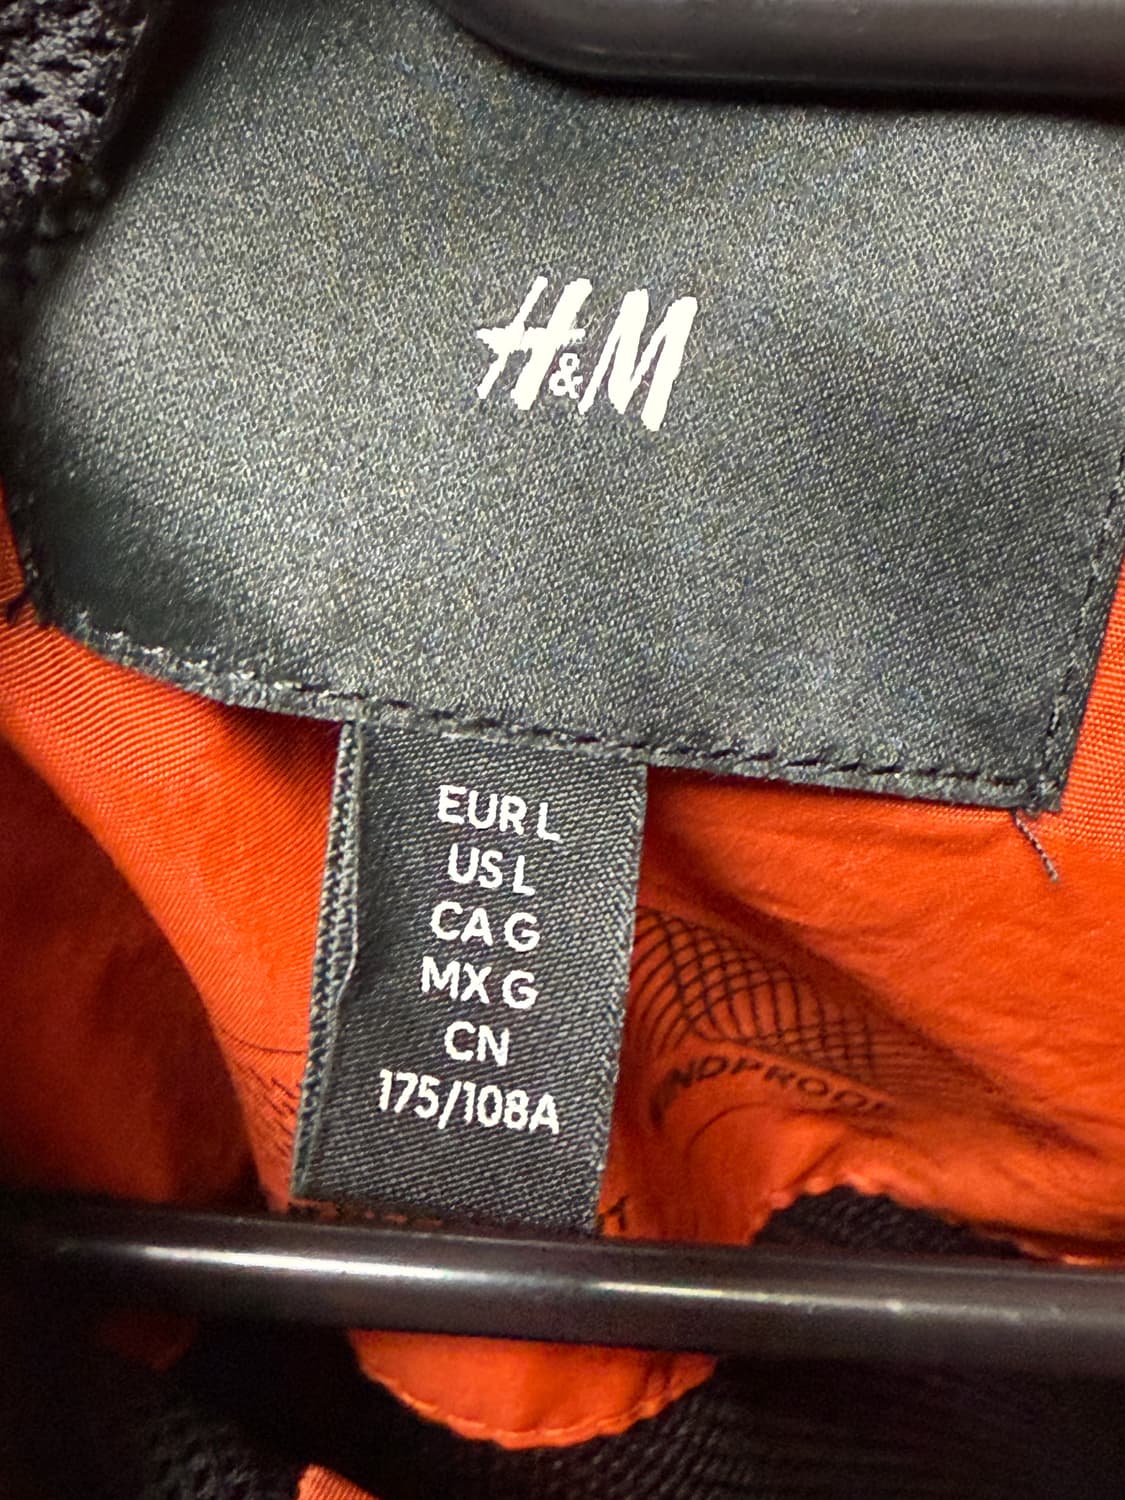 H&M
EUR L
US L
CA G
MX G
CN
175/108A